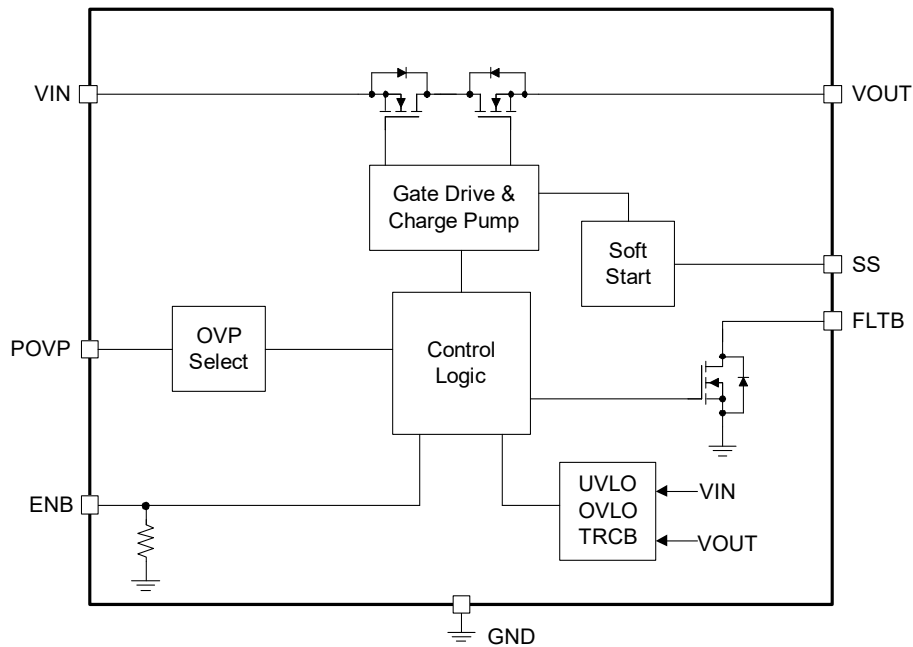 VIN
VOUT
Gate Drive &
Charge Pump
Soft
Start
SS
FLTB
POVP
OVP
Select
Control
Logic
ENB
UVLO
OVLO
TRCB
VIN
VOUT
GND